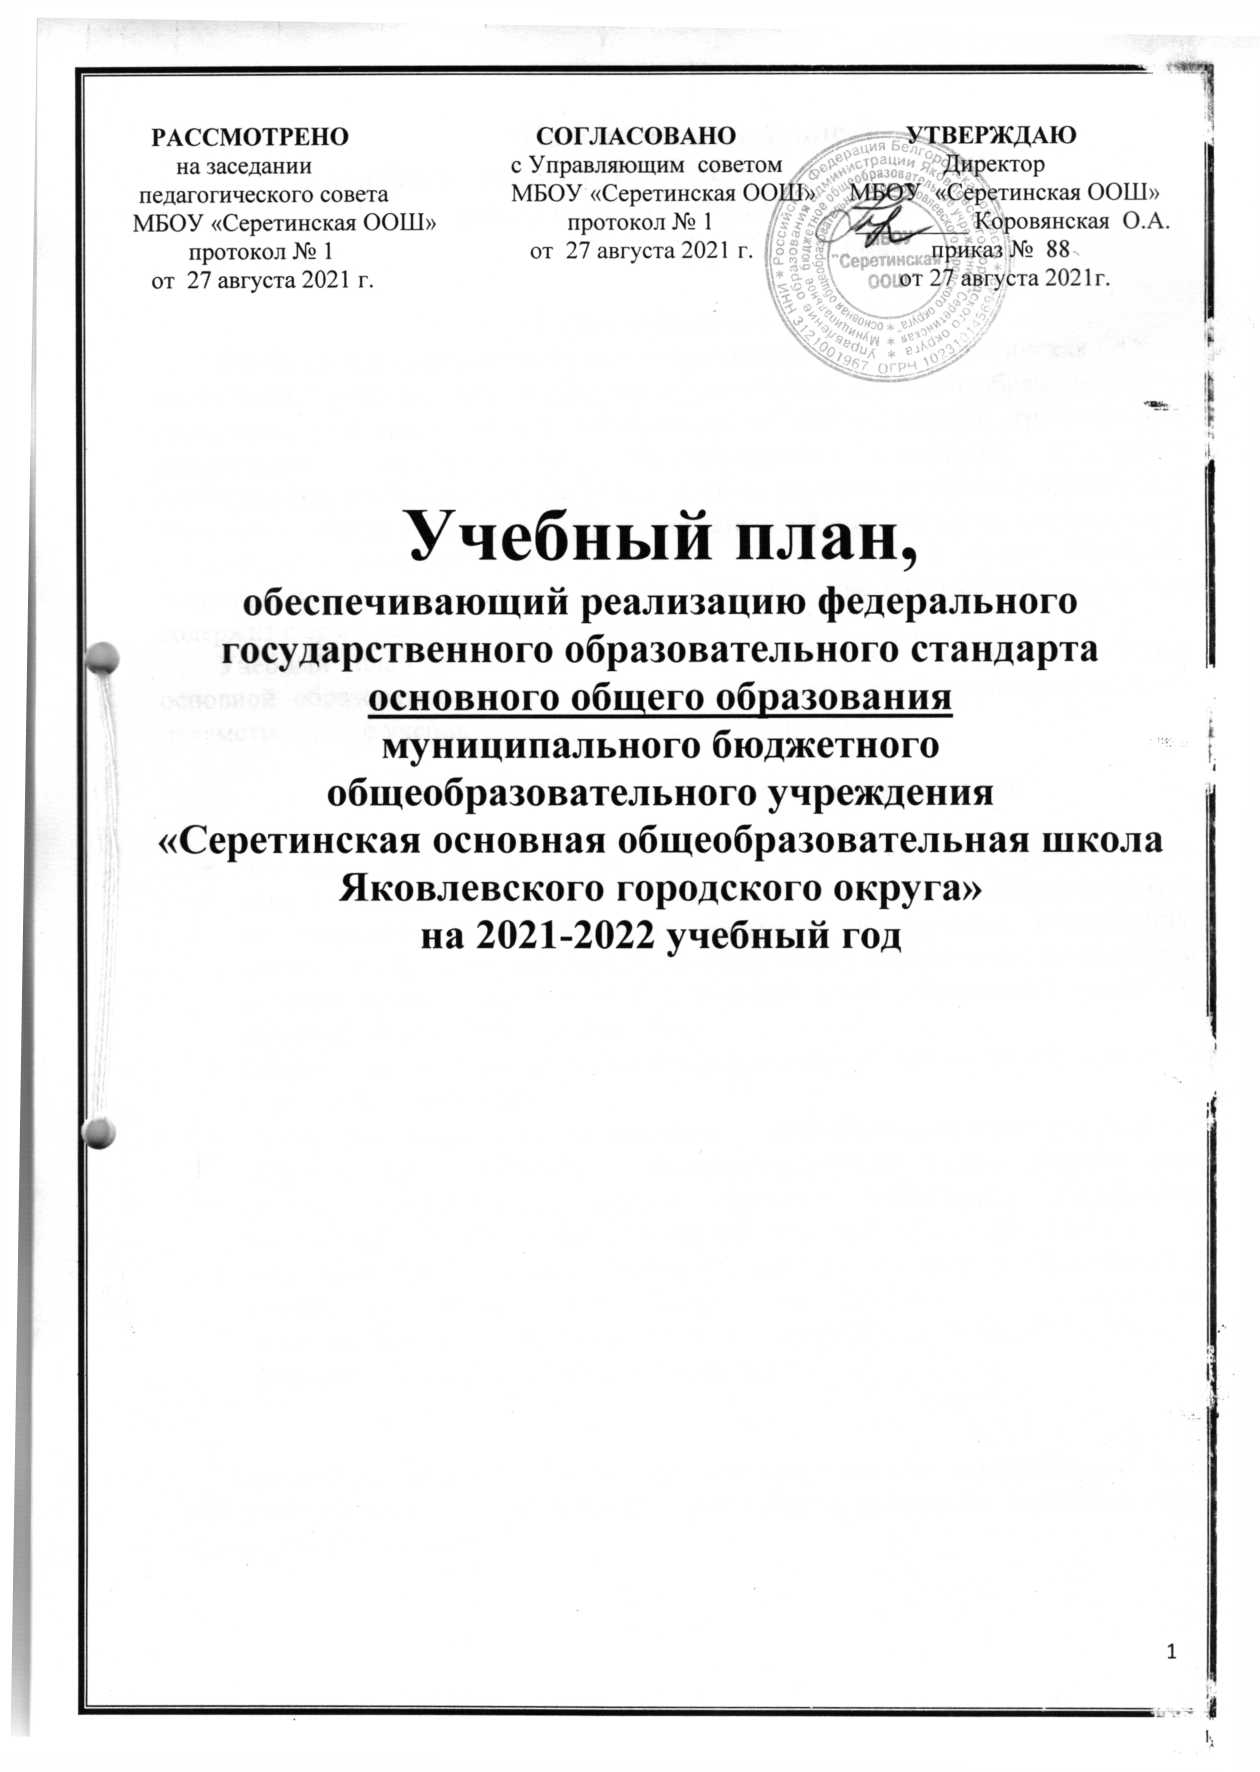 РАССМОТРЕНО
на заседании
педагогического совета
МБОУ «Серетинская ООШ»
протокол № 1
от 27 августа 2021 г.
СОГЛАСОВАНО
с Управляющим советом
МБОУ «Серетинская ООШ»
протокол № 1
от 27 августа 2021 г.
УТВЕРЖДАЮ
Директор
МБОУ «Серетинская ООШ»
Коровянская О.А.
приказ № 88
от 27 августа 2021г.
МБОУ
"Серетинская
ООШ"
Учебный план,
обеспечивающий реализацию федерального
государственного образовательного стандарта
основного общего образования
муниципального бюджетного
общеобразовательного учреждения
«Серетинская основная общеобразовательная школа
Яковлевского городского округа»
на 2021-2022 учебный год
1